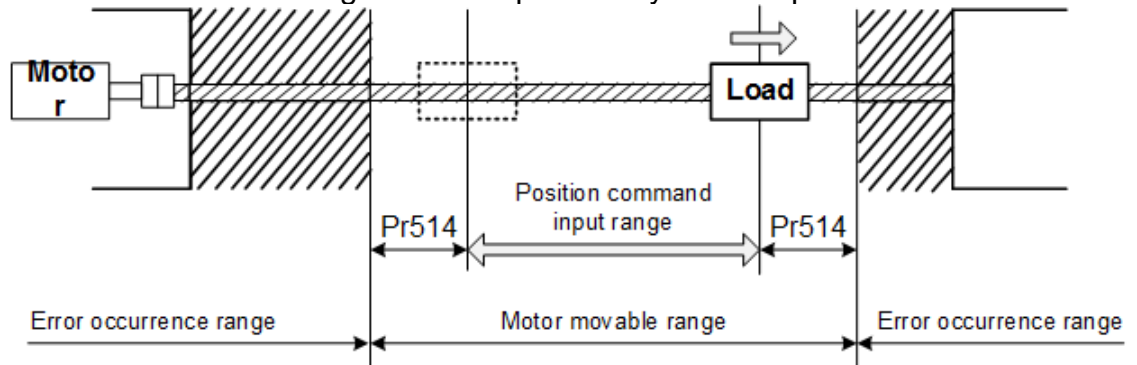 Moto
r
Load
Position command
input range
Pr514
Pr514
Error occurrence range
Motor movable range
Error occurrence range